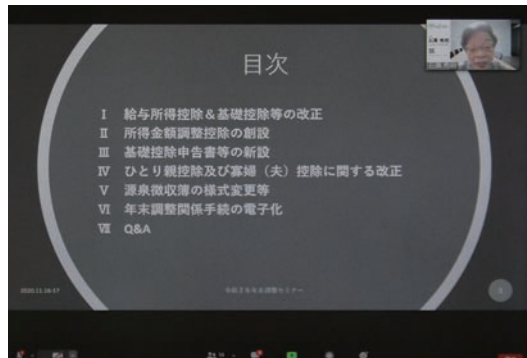 目次
Ⅰ 給与所得控除＆基礎控除等の改正
Ⅱ 所得金額調整控除の創設
Ⅲ 基礎控除申告書等の新設
Ⅳ ひとり親控除及び寡婦（夫）控除に関する改正
Ⅴ 源泉徴収簿の様式変更等
Ⅵ 年末調整関係手続の電子化
Ⅶ Q&A
2020.11.16-17